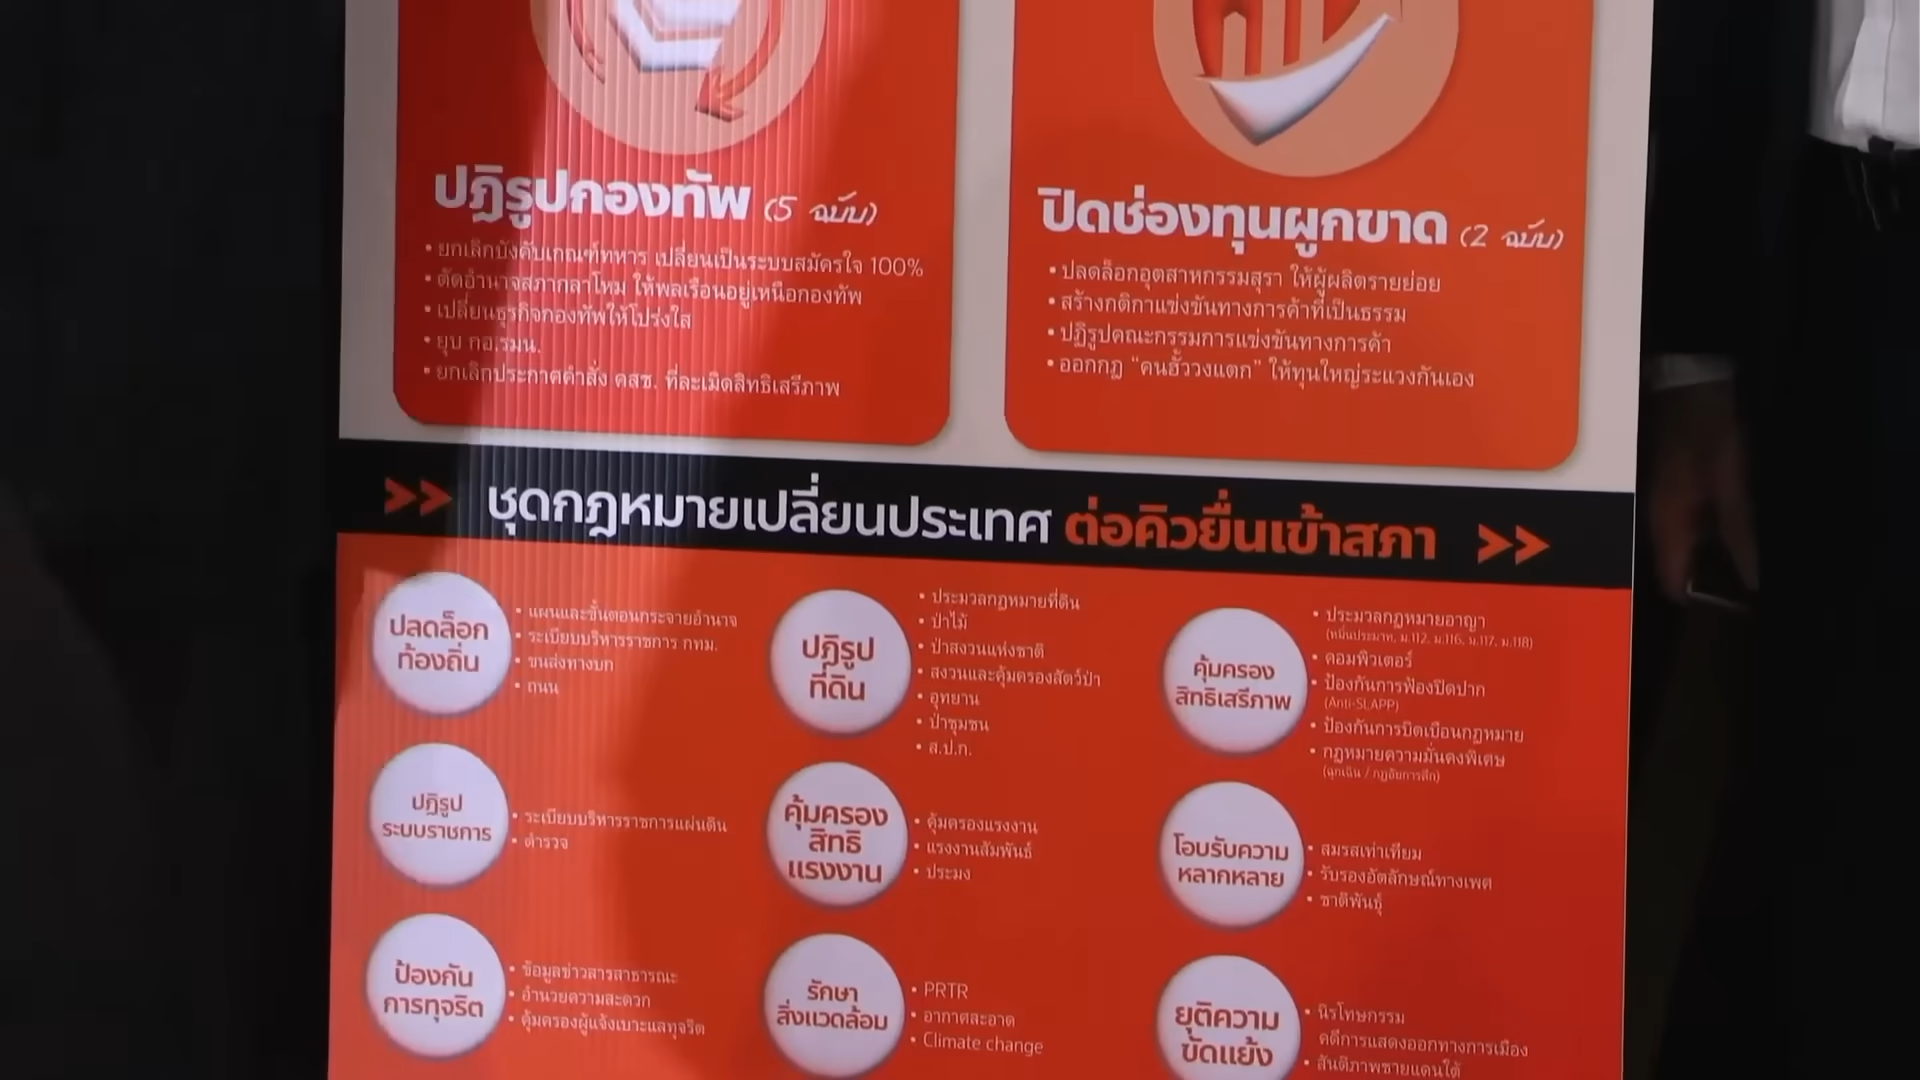 ปฏิรูปกองทัพ (5 ฉบับ)
• ยกเลิกบังคับเกณฑ์ทหาร เปลี่ยนเป็นระบบสมัครใจ 100%
• ตัดอำนาจสภากลาโหม ให้พลเรือนอยู่เหนือกองทัพ
• เปลี่ยนธุรกิจกองทัพให้โปร่งใส
• ยุบ กอ.รมน.
• ยกเลิกประกาศคำสั่ง คสช. ที่ละเมิดสิทธิเสรีภาพ
ปิดช่องทุนผูกขาด (2 ฉบับ)
• ปลดล็อกอุตสาหกรรมสุรา ให้ผู้ผลิตรายย่อย
• สร้างกติกาแข่งขันทางการค้าที่เป็นธรรม
• ปฏิรูปคณะกรรมการแข่งขันทางการค้า
• ออกกฎ “คนฮั้ววงแตก” ให้ทุนใหญ่ระแวงกันเอง
>> ชุดกฎหมายเปลี่ยนประเทศ ต่อคิวยื่นเข้าสภา >>
ปลดล็อก
ท้องถิ่น
• แผนและขั้นตอนกระจายอำนาจ
• ระเบียบบริหารราชการ กทม.
• ขนส่งทางบก
• ถนน
ปฏิรูป
ที่ดิน
• ประมวลกฎหมายที่ดิน
• ป่าไม้
• ป่าสงวนแห่งชาติ
• สงวนและคุ้มครองสัตว์ป่า
• อุทยาน
• ป่าชุมชน
• ส.ป.ก.
คุ้มครอง
สิทธิเสรีภาพ
• ประมวลกฎหมายอาญา
(หมิ่นประมาท, ม.112, ม.116, ม.117, ม.118)
• คอมพิวเตอร์
• ป้องกันการฟ้องปิดปาก
(Anti-SLAPP)
• ป้องกันการบิดเบือนกฎหมาย
• กฎหมายความมั่นคงพิเศษ
(ฉุกเฉิน / กฎอัยการศึก)
ปฏิรูป
ระบบราชการ
• ระเบียบบริหารราชการแผ่นดิน
• ตำรวจ
คุ้มครอง
สิทธิ
แรงงาน
• คุ้มครองแรงงาน
• แรงงานสัมพันธ์
• ประมง
โอบรับความ
หลากหลาย
• สมรสเท่าเทียม
• รับรองอัตลักษณ์ทางเพศ
• ชาติพันธุ์
ป้องกัน
การทุจริต
• ข้อมูลข่าวสารสาธารณะ
• อำนวยความสะดวก
• คุ้มครองผู้แจ้งเบาะแสทุจริต
รักษา
สิ่งแวดล้อม
• PRTR
• อากาศสะอาด
• Climate change
ยุติความ
ขัดแย้ง
• นิรโทษกรรม
คดีการแสดงออกทางการเมือง
• สันติภาพชายแดนใต้